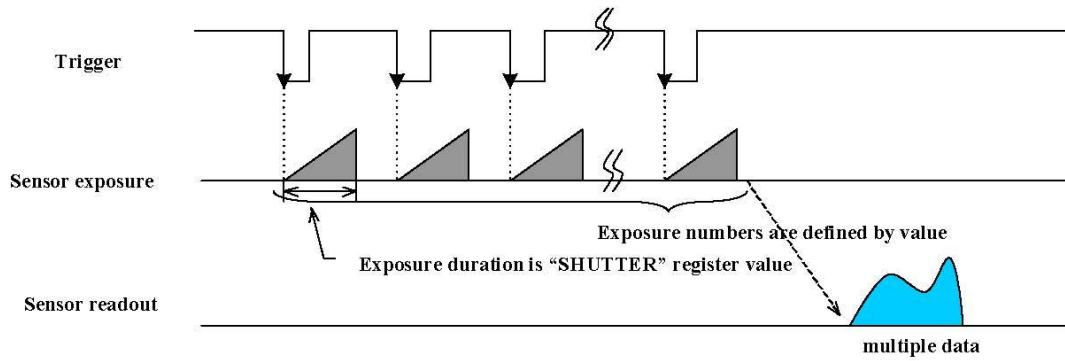 Trigger
Sensor exposure
Exposure numbers are defined by value
Exposure duration is “SHUTTER” register value
Sensor readout
multiple data